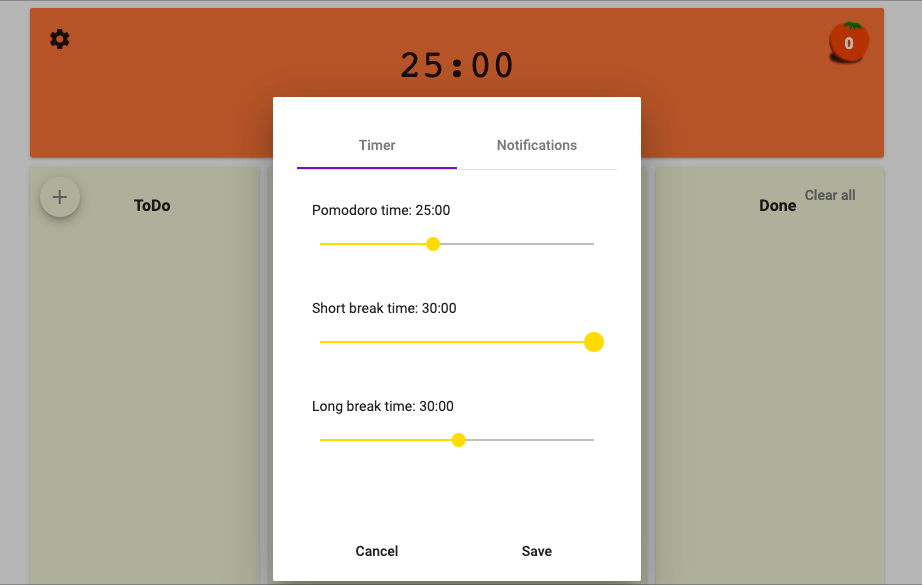 25:00
0
Timer
Notifications
Pomodoro time: 25:00
Short break time: 30:00
Long break time: 30:00
Cancel
Save
ToDo
Done
Clear all